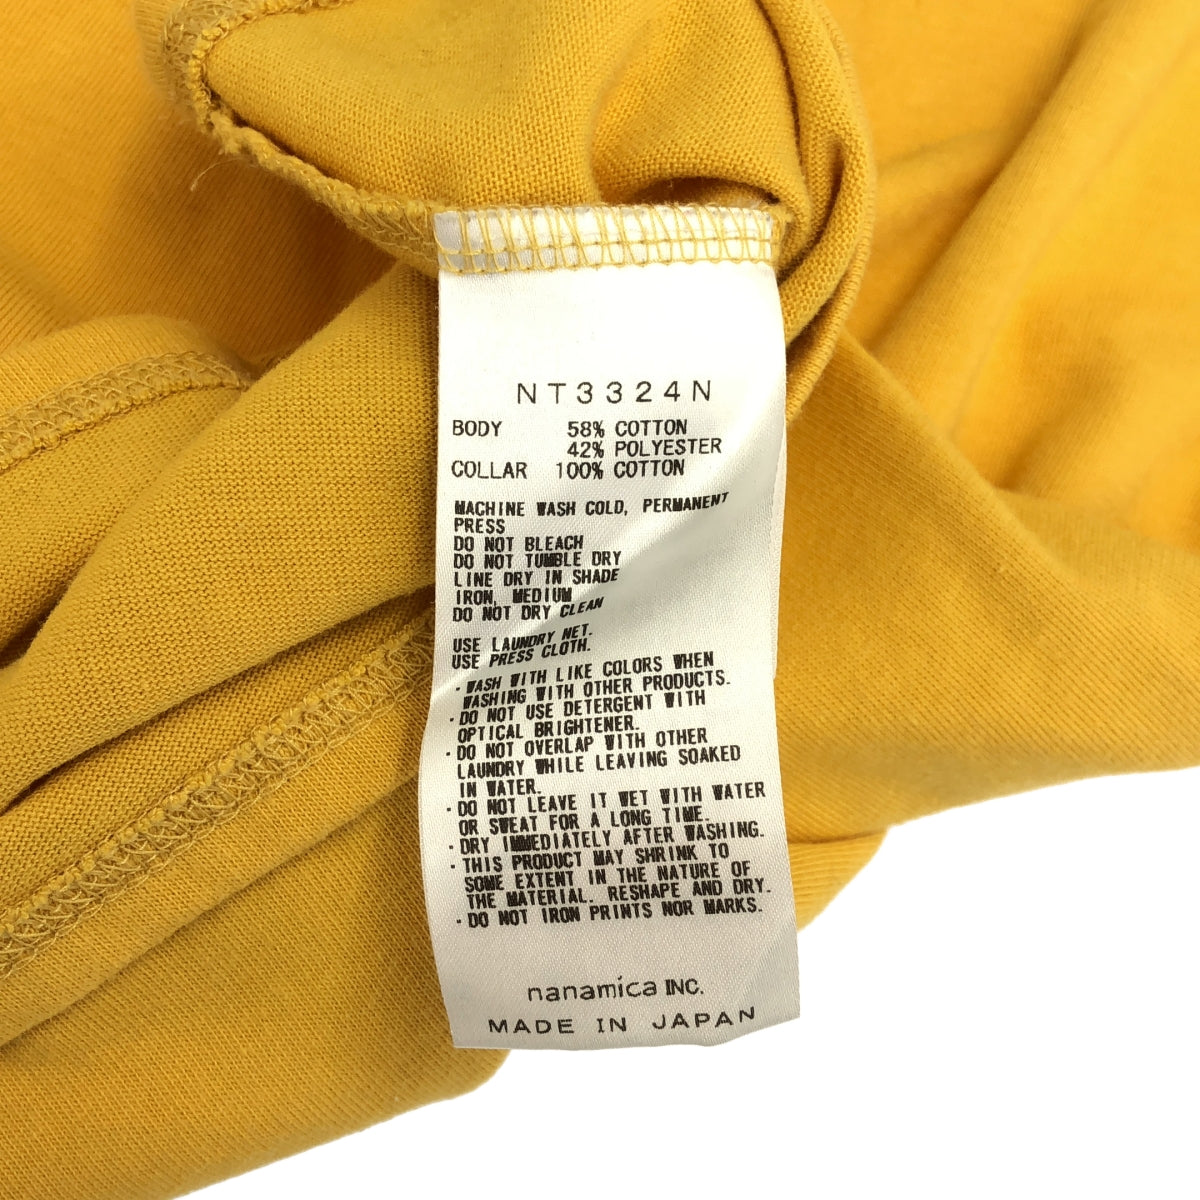 NT3324N
BODY 58% COTTON
42% POLYESTER
COLLAR 100% COTTON
MACHINE WASH COLD, PERMANENT
PRESS
DO NOT BLEACH
DO NOT TUMBLE DRY
LINE DRY IN SHADE
IRON, MEDIUM
DO NOT DRY CLEAN
USE LAUNDRY NET.
USE PRESS CLOTH.
・WASH WITH LIKE COLORS WHEN
WASHING WITH OTHER PRODUCTS.
・DO NOT USE DETERGENT WITH
OPTICAL BRIGHTENER.
・DO NOT OVERLAP WITH OTHER
LAUNDRY WHILE LEAVING SOAKED
IN WATER.
・DO NOT LEAVE IT WET WITH WATER
OR SWEAT FOR A LONG TIME.
・DRY IMMEDIATELY AFTER WASHING.
・THIS PRODUCT MAY SHRINK TO
SOME EXTENT IN THE NATURE OF
THE MATERIAL. RESHAPE AND DRY.
・DO NOT IRON PRINTS NOR MARKS.
nanamica INC.
MADE IN JAPAN